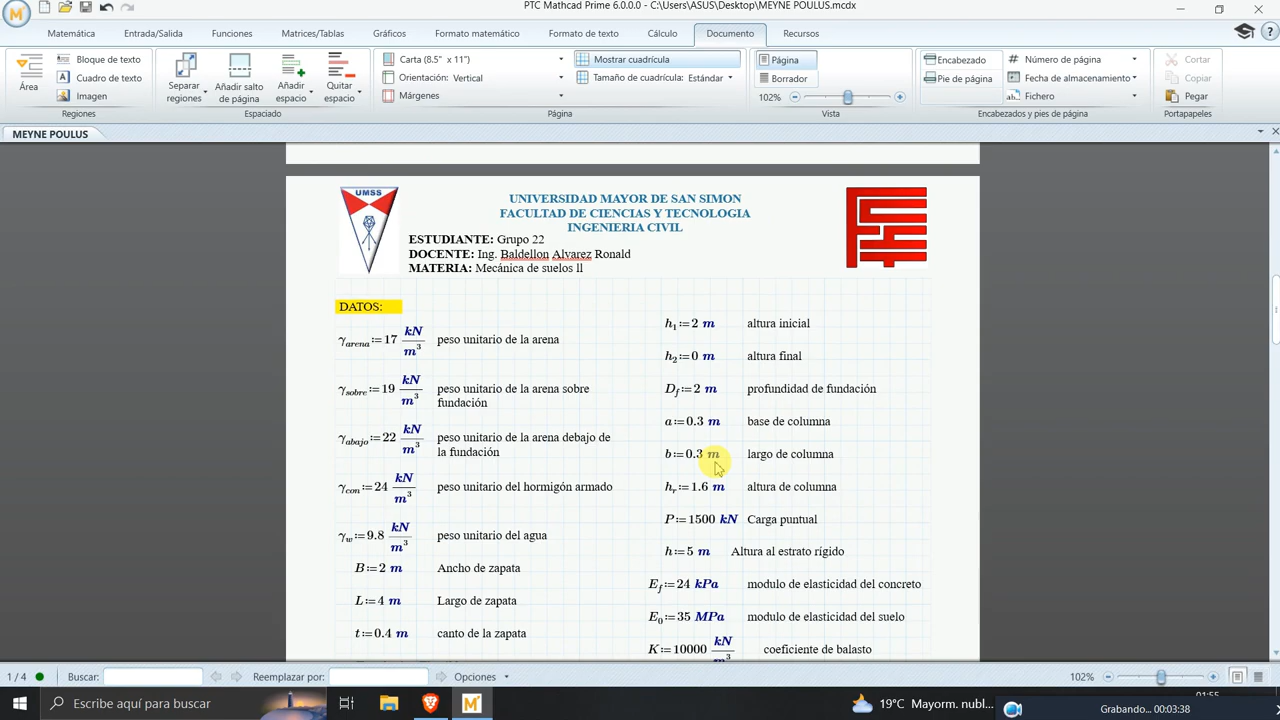 PTC Mathcad Prime 6.0.0.0 - C:\Users\ASUS\Desktop\MEYNE POULUS.mcdx
Matemática Entrada/Salida Funciones Matrices/Tablas Gráficos Formato matemático Formato de texto Cálculo Documento Recursos
Área
Bloque de texto
Cuadro de texto
Imagen
Regiones
Separar regiones
Añadir salto de página
Añadir espacio
Quitar espacio
Espaciado
Carta (8.5" x 11")
Orientación: Vertical
Márgenes
Mostrar cuadrícula
Tamaño de cuadrícula: Estándar
Página
Página
Borrador
102%
Vista
Encabezado
Pie de página
Número de página
Fecha de almacenamiento
Fichero
Encabezados y pies de página
Cortar
Copiar
Pegar
Portapapeles
MEYNE POULUS
UMSS
UNIVERSIDAD MAYOR DE SAN SIMON
FACULTAD DE CIENCIAS Y TECNOLOGIA
INGENIERIA CIVIL
ESTUDIANTE: Grupo 22
DOCENTE: Ing. Baldellon Alvarez Ronald
MATERIA: Mecánica de suelos ll
DATOS:
γarena := 17 kN/m³ peso unitario de la arena
γsobre := 19 kN/m³ peso unitario de la arena sobre
fundación
γabajo := 22 kN/m³ peso unitario de la arena debajo de
la fundación
γcon := 24 kN/m³ peso unitario del hormigón armado
γw := 9.8 kN/m³ peso unitario del agua
B := 2 m Ancho de zapata
L := 4 m Largo de zapata
t := 0.4 m canto de la zapata
h1 := 2 m altura inicial
h2 := 0 m altura final
Df := 2 m profundidad de fundación
a := 0.3 m base de columna
b := 0.3 m largo de columna
hr := 1.6 m altura de columna
P := 1500 kN Carga puntual
h := 5 m Altura al estrato rígido
Ef := 24 kPa modulo de elasticidad del concreto
E0 := 35 MPa modulo de elasticidad del suelo
K := 10000 kN/m³ coeficiente de balasto
1 / 4 Buscar: Reemplazar por: Opciones 102%
Escribe aquí para buscar
19°C Mayorm. nubl...
01:55
Grabando... 00:03:38